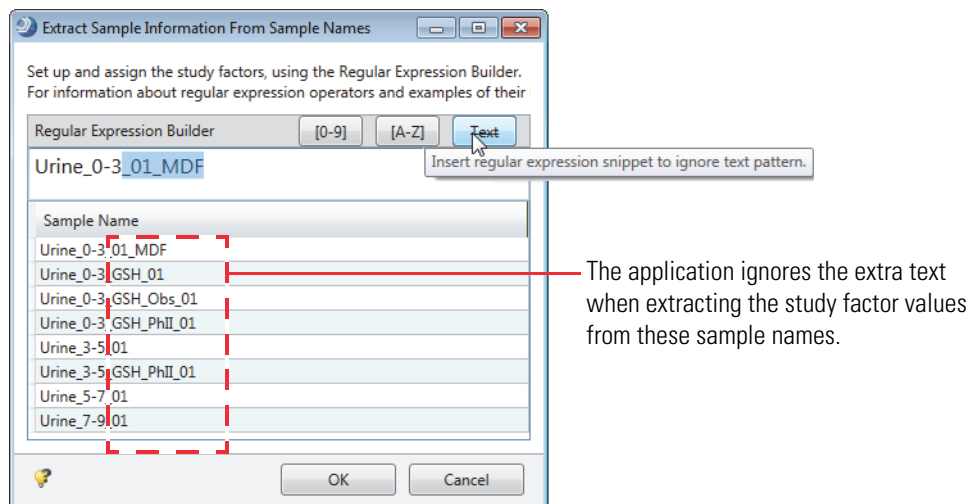 Extract Sample Information From Sample Names
Set up and assign the study factors, using the Regular Expression Builder.
For information about regular expression operators and examples of their
Regular Expression Builder [0-9] [A-Z] Text
Urine_0-3_01_MDF
Insert regular expression snippet to ignore text pattern.
Sample Name
Urine_0-3_01_MDF
Urine_0-3_GSH_01
Urine_0-3_GSH_Obs_01
Urine_0-3_GSH_PhII_01
Urine_3-5_01
Urine_3-5_GSH_PhII_01
Urine_5-7_01
Urine_7-9_01
The application ignores the extra text
when extracting the study factor values
from these sample names.
OK Cancel